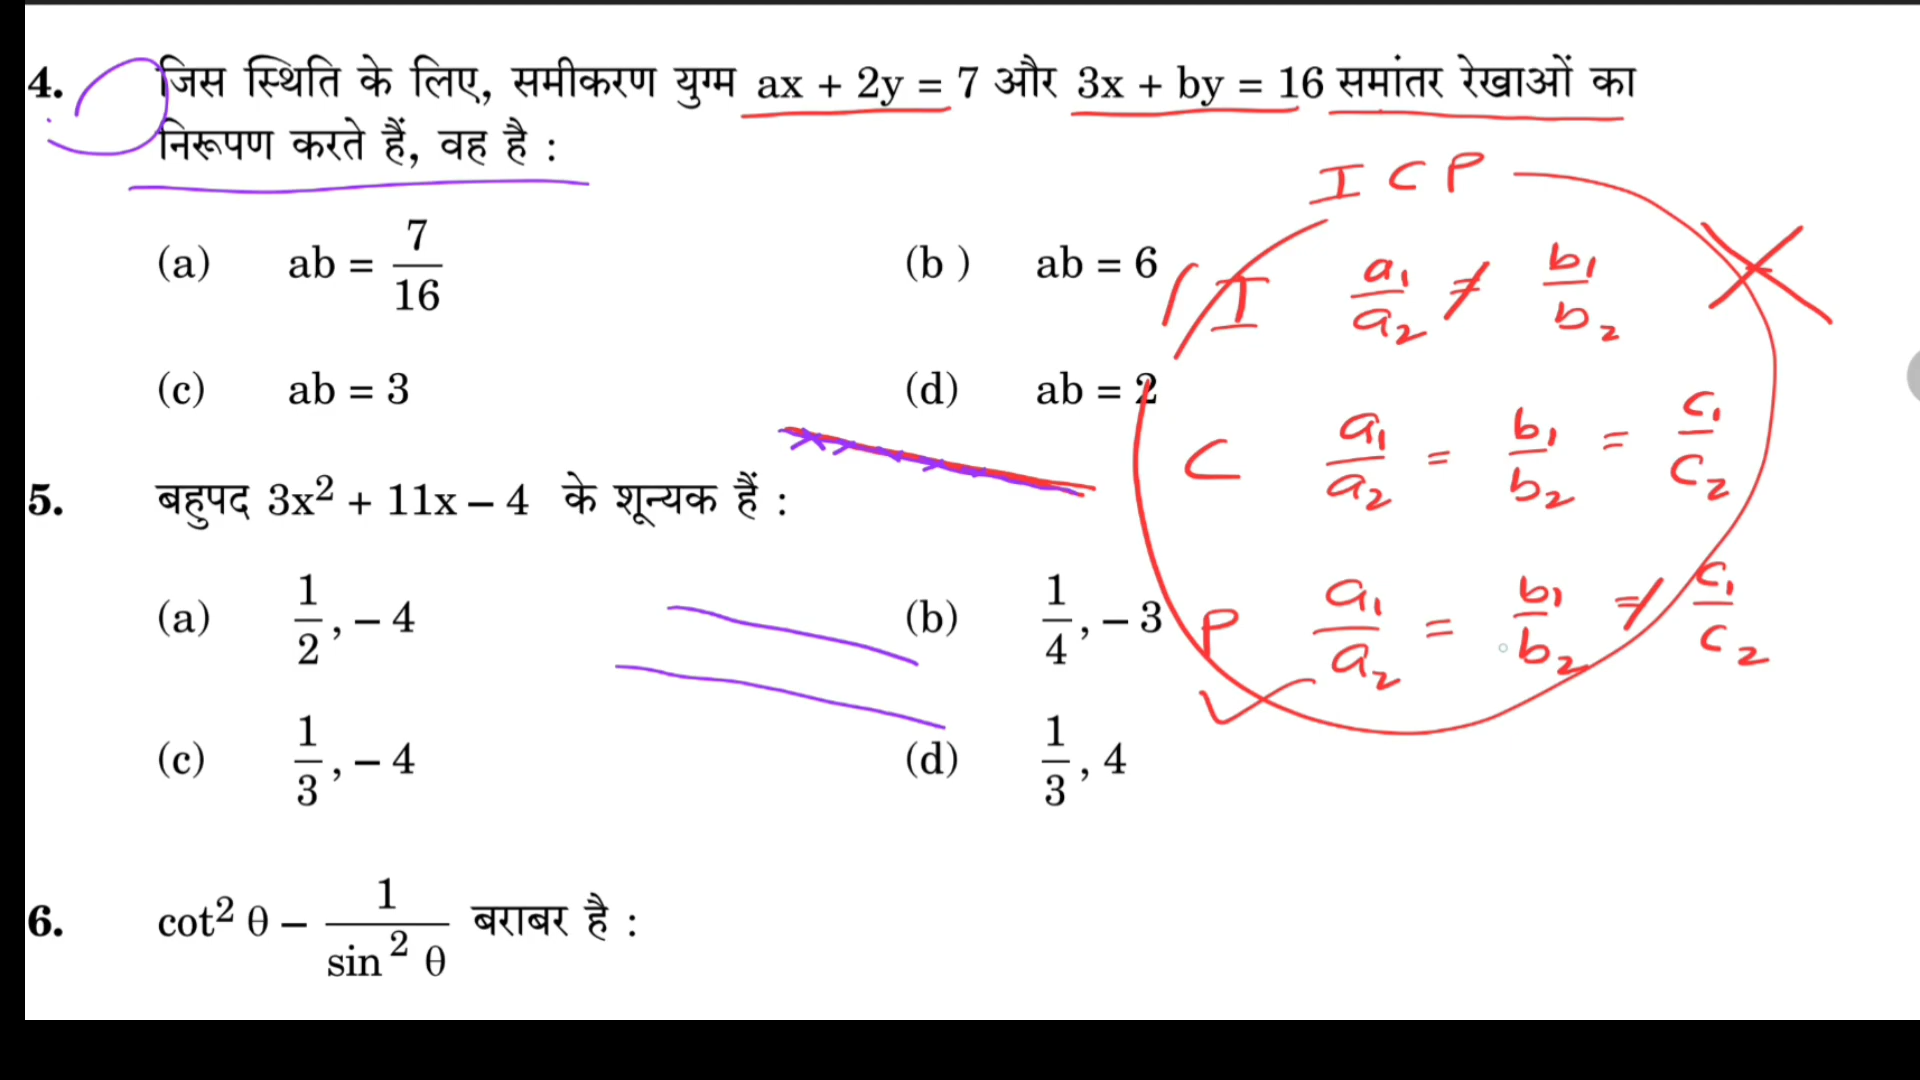 4. जिस स्थिति के लिए, समीकरण युग्म ax + 2y = 7 और 3x + by = 16 समांतर रेखाओं का
निरूपण करते हैं, वह है :
I C P
(a) ab = 7/16
(b ) ab = 6
I a₁/a₂ ≠ b₁/b₂
(c) ab = 3
(d) ab = 2
C a₁/a₂ = b₁/b₂ = c₁/c₂
5. बहुपद 3x² + 11x – 4 के शून्यक हैं :
(a) 1/2, – 4
(b) 1/4, – 3
P a₁/a₂ = b₁/b₂ ≠ c₁/c₂
(c) 1/3, – 4
(d) 1/3, 4
6. cot² θ – 1/sin² θ बराबर है :